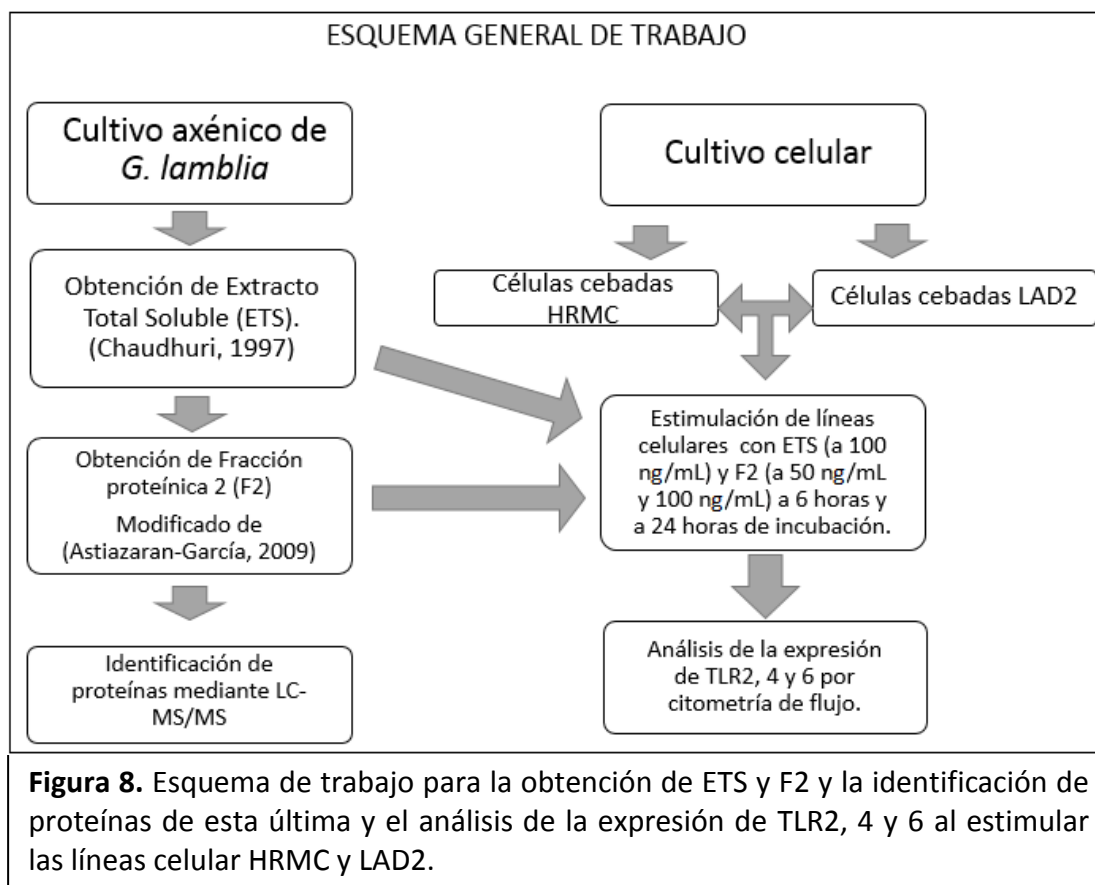 ESQUEMA GENERAL DE TRABAJO
Cultivo axénico de
G. lamblia
Obtención de Extracto
Total Soluble (ETS).
(Chaudhuri, 1997)
Obtención de Fracción
proteínica 2 (F2)
Modificado de
(Astiazaran-García, 2009)
Identificación de
proteínas mediante LC-
MS/MS
Cultivo celular
Células cebadas
HRMC
Células cebadas LAD2
Estimulación de líneas
celulares con ETS (a 100
ng/mL) y F2 (a 50 ng/mL
y 100 ng/mL) a 6 horas y
a 24 horas de incubación.
Análisis de la expresión
de TLR2, 4 y 6 por
citometría de flujo.
Figura 8. Esquema de trabajo para la obtención de ETS y F2 y la identificación de
proteínas de esta última y el análisis de la expresión de TLR2, 4 y 6 al estimular
las líneas celular HRMC y LAD2.